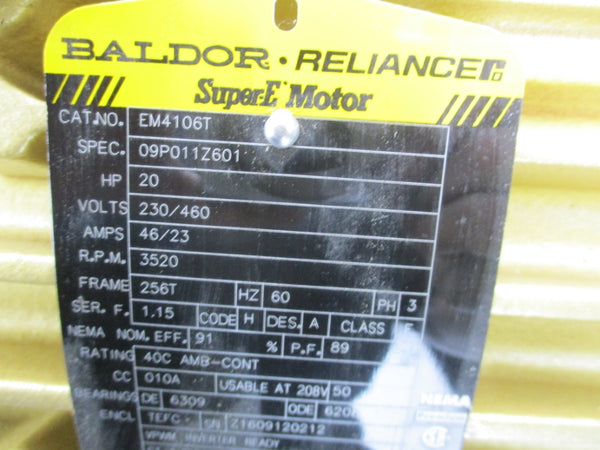 BALDOR • RELIANCE
Super-E Motor
CAT.NO. EM4106T
SPEC. 09P011Z601
HP 20
VOLTS 230/460
AMPS 46/23
R.P.M. 3520
FRAME 256T HZ 60 PH 3
SER. F. 1.15 CODE H DES. A CLASS
NEMA NOM. EFF. 91 % P.F. 89
RATING 40C AMB-CONT
CC 010A USABLE AT 208V 50
BEARINGS DE 6309 ODE 6208
ENCL TEFC SN Z1609120212
VPWM INVERTER READY
NEMA